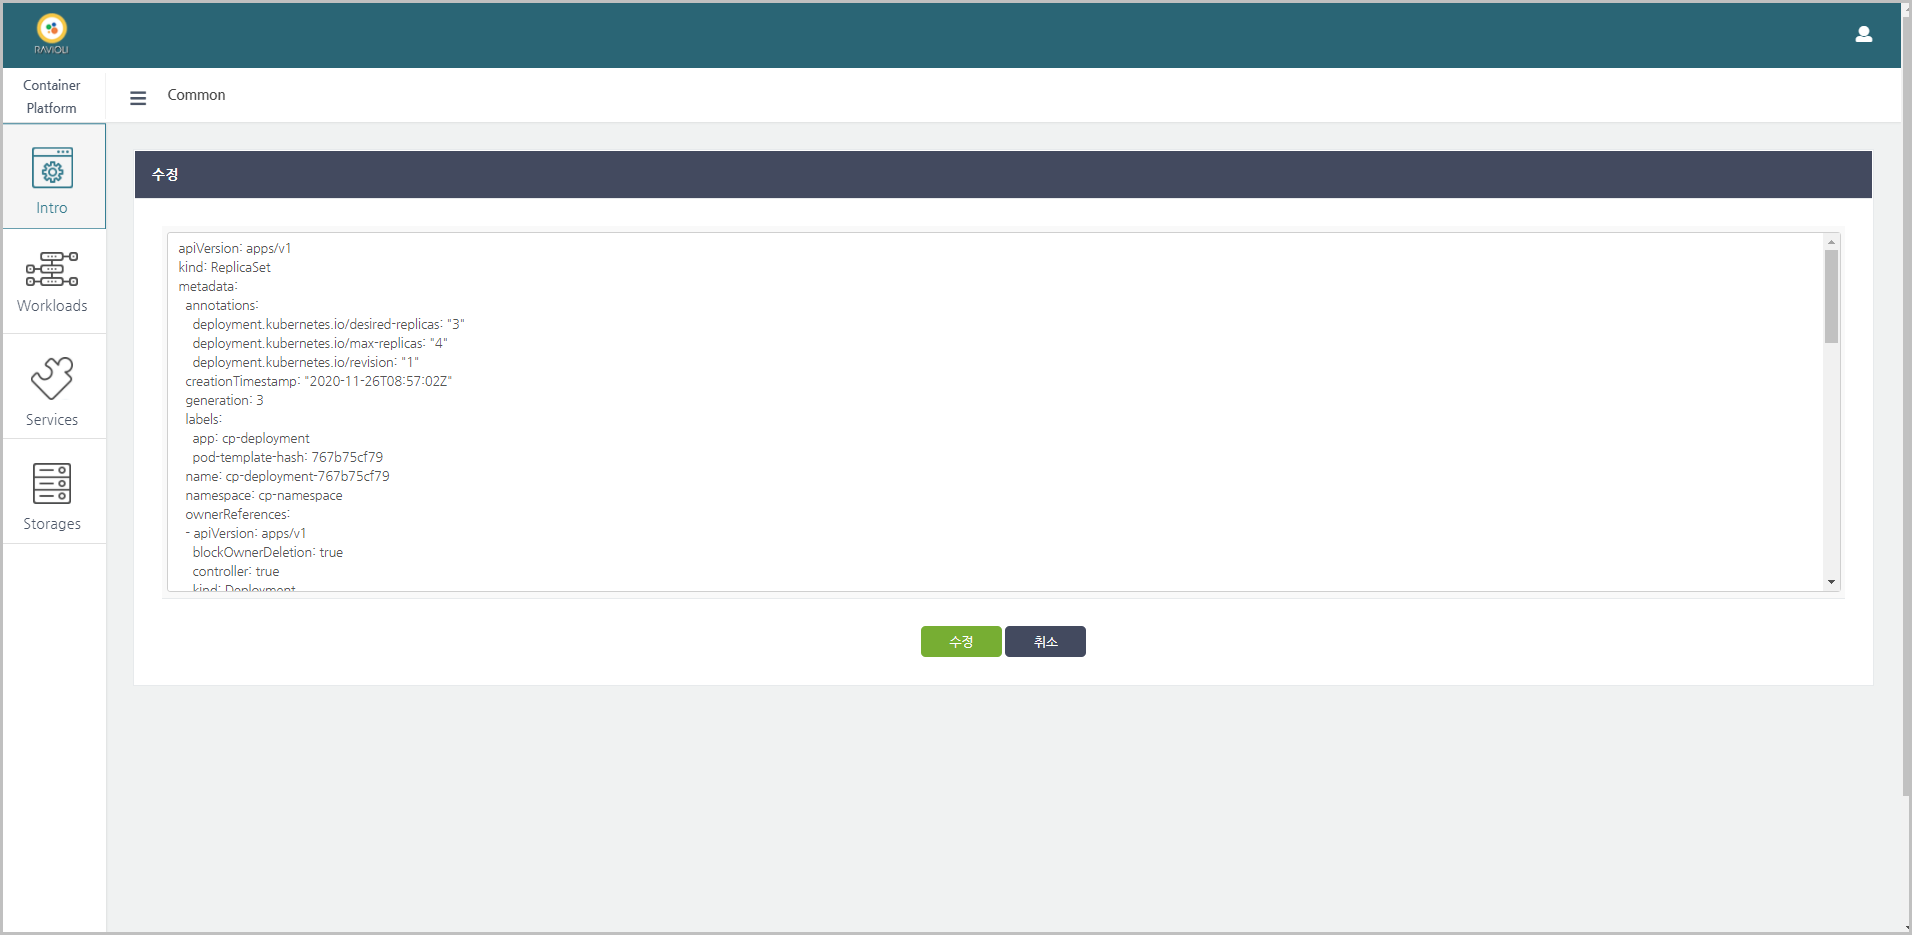 RAVIOLI
Container
Platform
Common
Intro
Workloads
Services
Storages
수정
apiVersion: apps/v1
kind: ReplicaSet
metadata:
annotations:
deployment.kubernetes.io/desired-replicas: "3"
deployment.kubernetes.io/max-replicas: "4"
deployment.kubernetes.io/revision: "1"
creationTimestamp: "2020-11-26T08:57:02Z"
generation: 3
labels:
app: cp-deployment
pod-template-hash: 767b75cf79
name: cp-deployment-767b75cf79
namespace: cp-namespace
ownerReferences:
- apiVersion: apps/v1
blockOwnerDeletion: true
controller: true
kind: Deployment
수정
취소